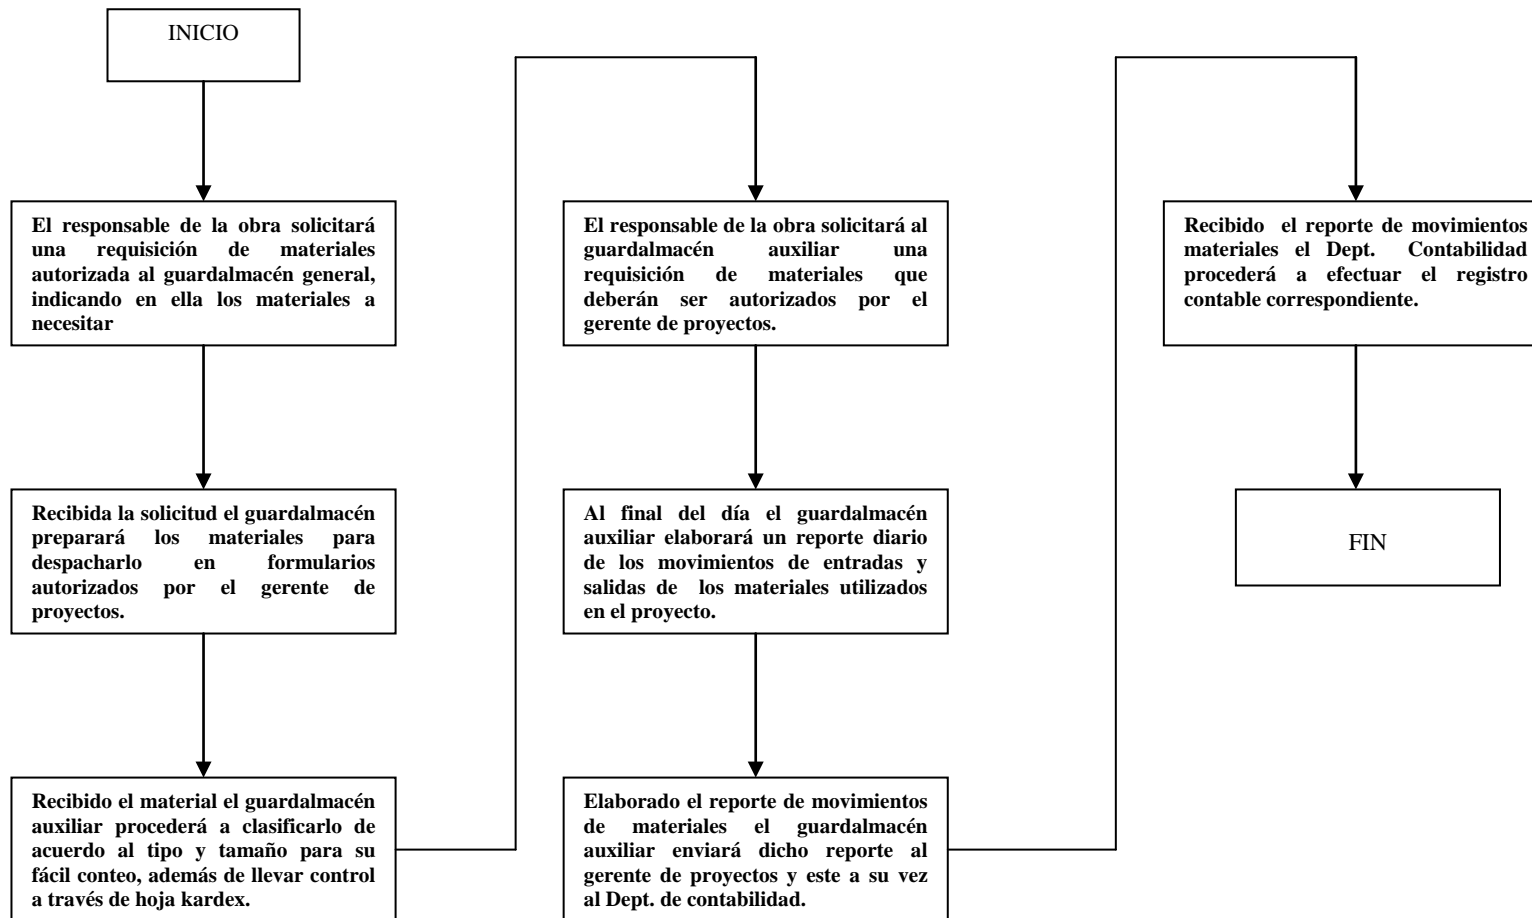 INICIO
El responsable de la obra solicitará
una requisición de materiales
autorizada al guardalmacén general,
indicando en ella los materiales a
necesitar
Recibida la solicitud el guardalmacén
preparará los materiales para
despacharlo en formularios
autorizados por el gerente de
proyectos.
Recibido el material el guardalmacén
auxiliar procederá a clasificarlo de
acuerdo al tipo y tamaño para su
fácil conteo, además de llevar control
a través de hoja kardex.
El responsable de la obra solicitará al
guardalmacén auxiliar una
requisición de materiales que
deberán ser autorizados por el
gerente de proyectos.
Al final del día el guardalmacén
auxiliar elaborará un reporte diario
de los movimientos de entradas y
salidas de los materiales utilizados
en el proyecto.
Elaborado el reporte de movimientos
de materiales el guardalmacén
auxiliar enviará dicho reporte al
gerente de proyectos y este a su vez
al Dept. de contabilidad.
Recibido el reporte de movimientos
materiales el Dept. Contabilidad
procederá a efectuar el registro
contable correspondiente.
FIN